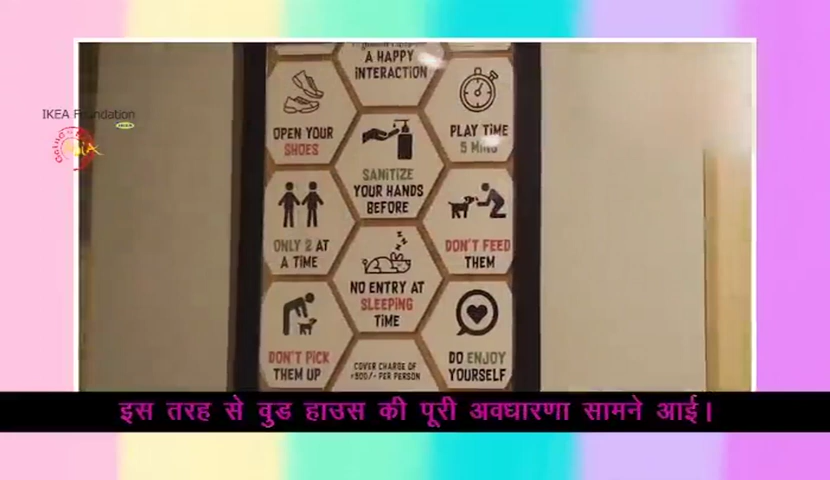 A HAPPY
INTERACTION
OPEN YOUR
SHOES
PLAY TIME
5 MINS
SANITIZE
YOUR HANDS
BEFORE
ONLY 2 AT
A TIME
DON'T FEED
THEM
NO ENTRY AT
SLEEPING
TIME
DON'T PICK
THEM UP
COVER CHARGE OF
PER PERSON
DO ENJOY
YOURSELF
IKEA Foundation
इस तरह से वुड हाउस की पूरी अवधारणा सामने आई।